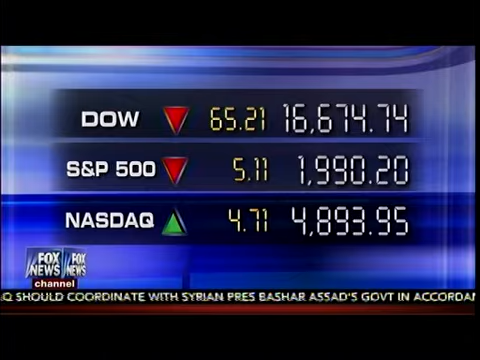 DOW 65.21 16,674.74
S&P 500 5.11 1,990.20
NASDAQ 4.71 4,893.95
FOX NEWS FOX NEWS
channel
Q SHOULD COORDINATE WITH SYRIAN PRES BASHAR ASSAD'S GOVT IN ACCORDAN